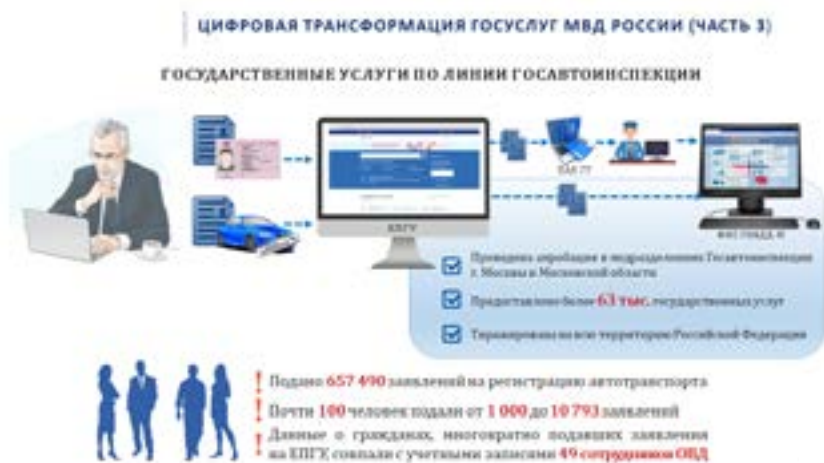 ЦИФРОВАЯ ТРАНСФОРМАЦИЯ ГОСУСЛУГ МВД РОССИИ (ЧАСТЬ 3)
ГОСУДАРСТВЕННЫЕ УСЛУГИ ПО ЛИНИИ ГОСАВТОИНСПЕКЦИИ
ЕПГУ
Проведена апробация в подразделениях Госавтоинспекции
г. Москвы и Московской области
Предоставлено более 63 тыс. государственных услуг
Тиражированы на всю территорию Российской Федерации
! Подано 657 490 заявлений на регистрацию автотранспорта
! Почти 100 человек подали от 1 000 до 10 793 заявлений
! Данные о гражданах, многократно подавших заявления
на ЕПГУ, совпали с учетными записями 49 сотрудников ОВД